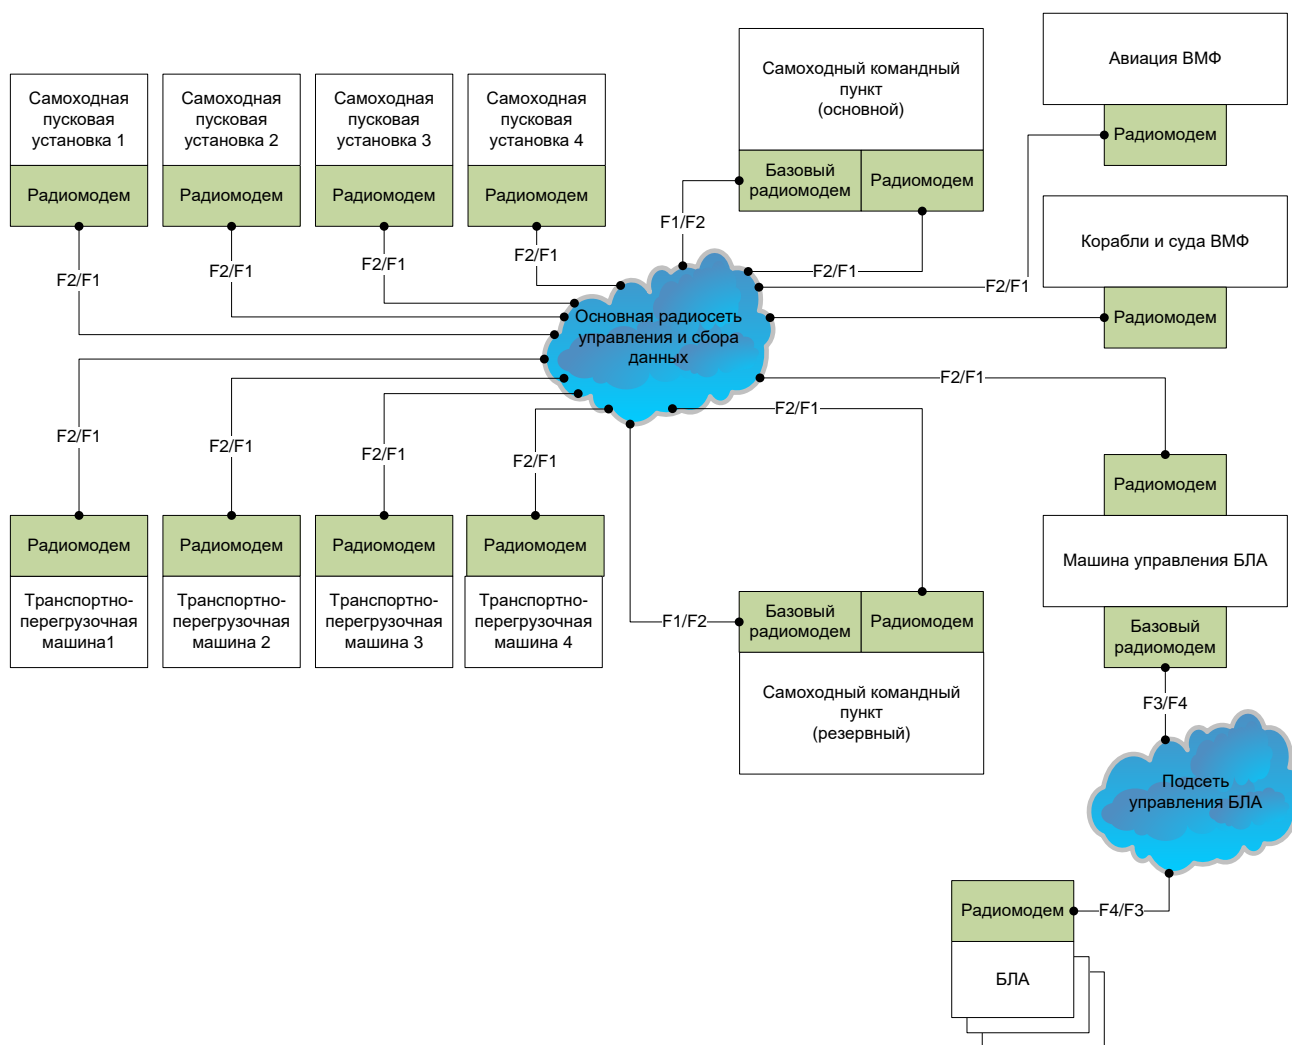 Самоходная
пусковая
установка 1
Радиомодем
Самоходная
пусковая
установка 2
Радиомодем
Самоходная
пусковая
установка 3
Радиомодем
Самоходная
пусковая
установка 4
Радиомодем
Самоходный командный
пункт
(основной)
Базовый
радиомодем
Радиомодем
Авиация ВМФ
Радиомодем
Корабли и суда ВМФ
Радиомодем
F2/F1
F2/F1
F2/F1
F2/F1
F1/F2
F2/F1
F2/F1
Основная радиосеть
управления и сбора
данных
F2/F1
F2/F1
F2/F1
F2/F1
F2/F1
F2/F1
F1/F2
Радиомодем
Транспортно-
перегрузочная
машина1
Радиомодем
Транспортно-
перегрузочная
машина 2
Радиомодем
Транспортно-
перегрузочная
машина 3
Радиомодем
Транспортно-
перегрузочная
машина 4
Базовый
радиомодем
Радиомодем
Самоходный командный
пункт
(резервный)
Радиомодем
Машина управления БЛА
Базовый
радиомодем
F3/F4
Подсеть
управления БЛА
F4/F3
Радиомодем
БЛА